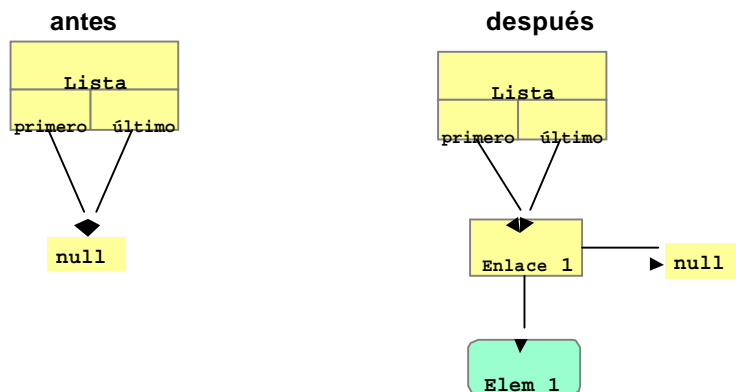 antes
Lista
primero
último
null
después
Lista
primero
último
Enlace 1
null
Elem 1